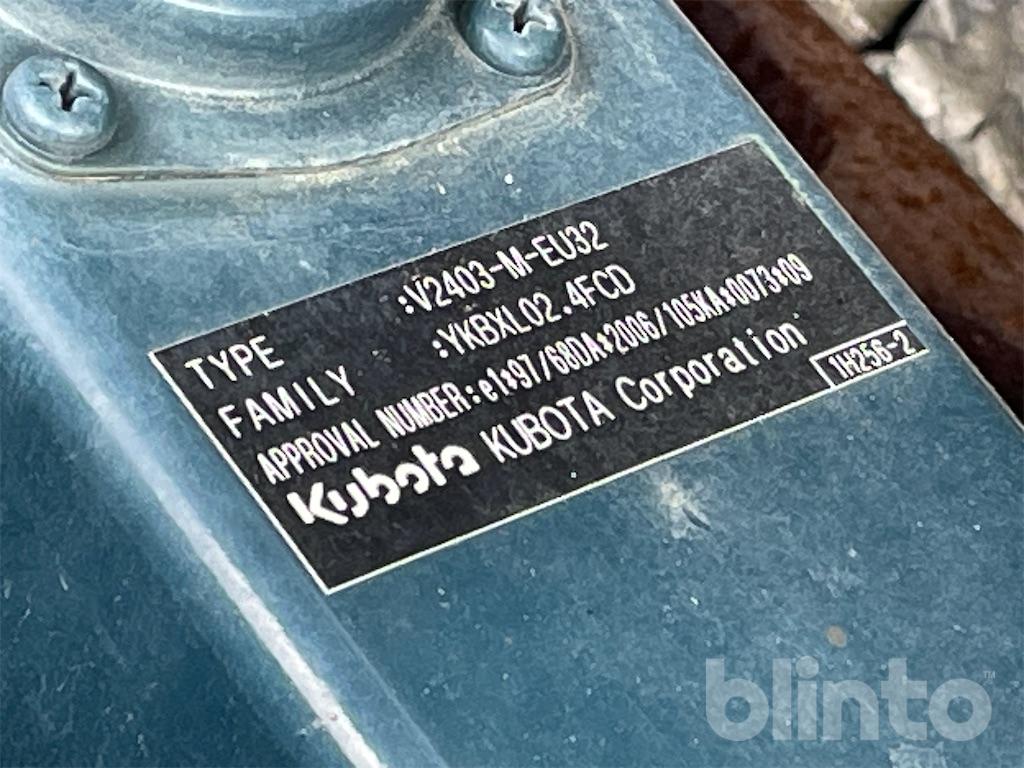 TYPE :V2403-M-EU32
FAMILY :YKBXL02.4FCD
APPROVAL NUMBER:e1*97/68DA*2006/105KA*0073*09
Kubota KUBOTA Corporation
1H256-2
blinto™